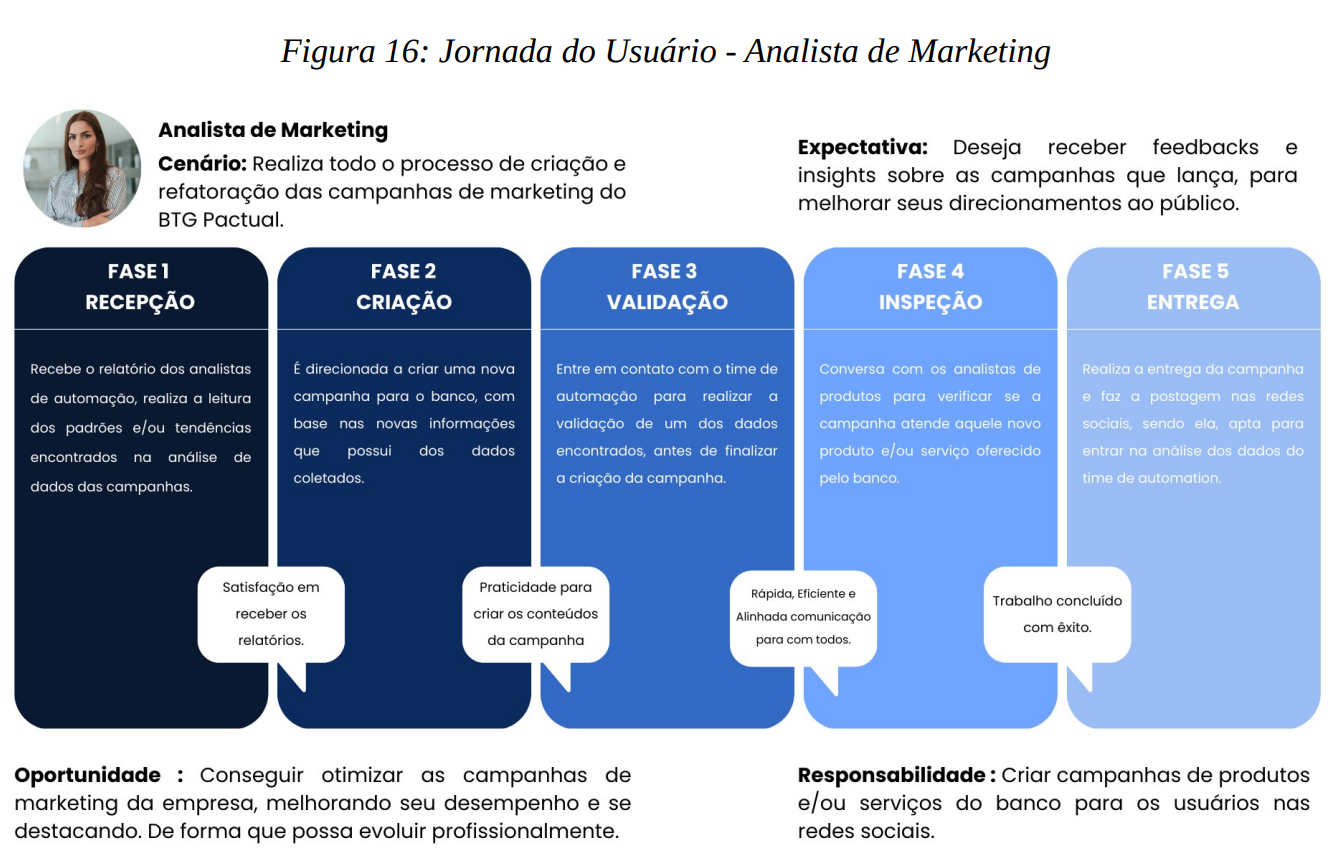 Figura 16: Jornada do Usuário - Analista de Marketing
Analista de Marketing
Cenário: Realiza todo o processo de criação e
refatoração das campanhas de marketing do
BTG Pactual.
Expectativa: Deseja receber feedbacks e
insights sobre as campanhas que lança, para
melhorar seus direcionamentos ao público.
FASE 1
RECEPÇÃO
Recebe o relatório dos analistas
de automação, realiza a leitura
dos padrões e/ou tendências
encontrados na análise de
dados das campanhas.
FASE 2
CRIAÇÃO
É direcionada a criar uma nova
campanha para o banco, com
base nas novas informações
que possui dos dados
coletados.
FASE 3
VALIDAÇÃO
Entre em contato com o time de
automação para realizar a
validação de um dos dados
encontrados, antes de finalizar
a criação da campanha.
FASE 4
INSPEÇÃO
Conversa com os analistas de
produtos para verificar se a
campanha atende aquele novo
produto e/ou serviço oferecido
pelo banco.
FASE 5
ENTREGA
Realiza a entrega da campanha
e faz a postagem nas redes
sociais, sendo ela, apta para
entrar na análise dos dados do
time de automation.
Satisfação em
receber os
relatórios.
Praticidade para
criar os conteúdos
da campanha
Rápida, Eficiente e
Alinhada comunicação
para com todos.
Trabalho concluído
com êxito.
Oportunidade : Conseguir otimizar as campanhas de
marketing da empresa, melhorando seu desempenho e se
destacando. De forma que possa evoluir profissionalmente.
Responsabilidade : Criar campanhas de produtos
e/ou serviços do banco para os usuários nas
redes sociais.